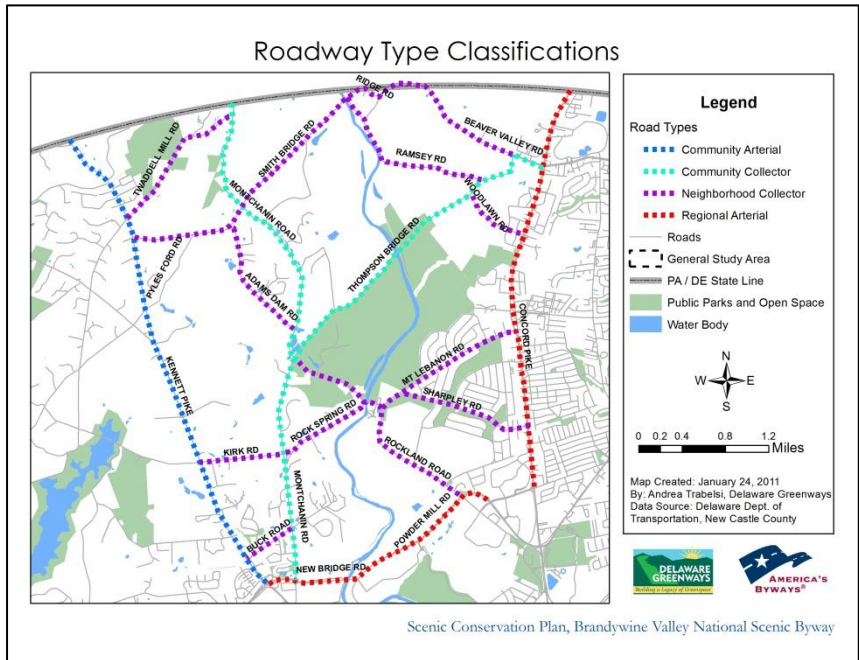 Roadway Type Classifications
RIDGE RD
BEAVER VALLEY RD
TWADDELL MILL RD
SMITH BRIDGE RD
RAMSEY RD
WOODLAWN RD
MONTCHANIN ROAD
THOMPSON BRIDGE RD
PYLES FORD RD
ADAMS DAM RD
CONCORD PIKE
KENNETT PIKE
MT LEBANON RD
SHARPLEY RD
ROCK SPRING RD
KIRK RD
ROCKLAND ROAD
MONTCHANIN RD
POWDER MILL RD
BUCK ROAD
NEW BRIDGE RD
Legend
Road Types
Community Arterial
Community Collector
Neighborhood Collector
Regional Arterial
Roads
General Study Area
PA / DE State Line
Public Parks and Open Space
Water Body
N
W E
S
0 0.2 0.4 0.8 1.2
Miles
Map Created: January 24, 2011
By: Andrea Trabelsi, Delaware Greenways
Data Source: Delaware Dept. of
Transportation, New Castle County
DELAWARE
GREENWAYS
Building a Legacy of Greenspace
AMERICA'S
BYWAYS®
Scenic Conservation Plan, Brandywine Valley National Scenic Byway